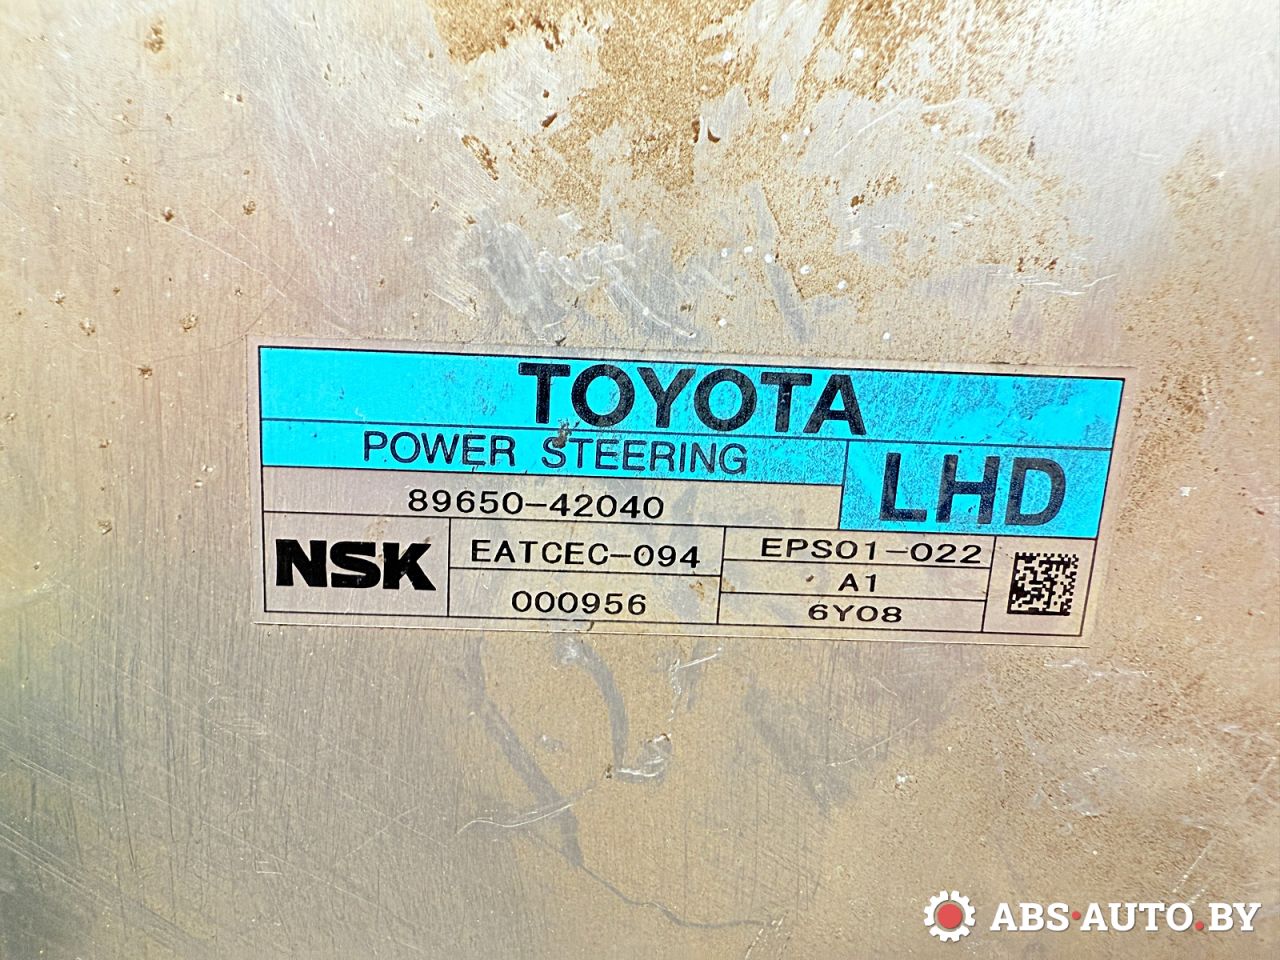 TOYOTA
POWER STEERING
LHD
89650-42040
NSK
EATCEC-094
000956
EPS01-022
A1
6Y08
ABS·AUTO.BY